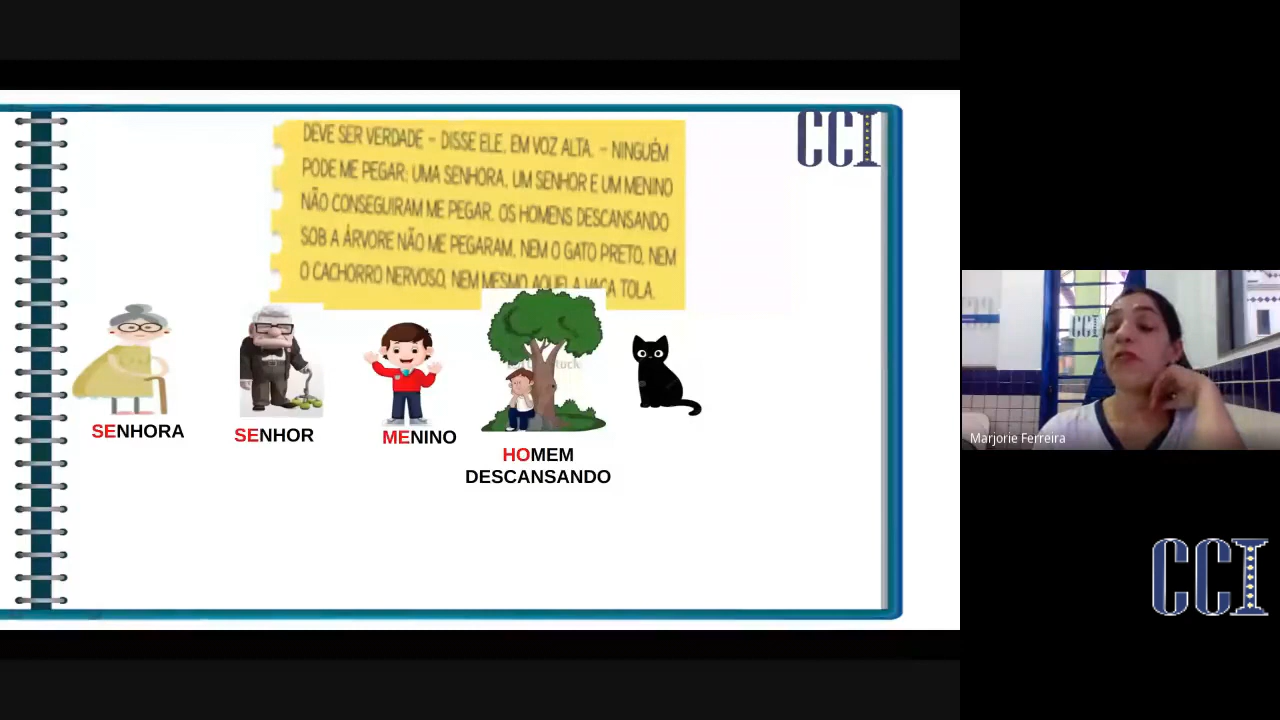 DEVE SER VERDADE - DISSE ELE, EM VOZ ALTA. - NINGUÉM
PODE ME PEGAR; UMA SENHORA, UM SENHOR E UM MENINO
NÃO CONSEGUIRAM ME PEGAR. OS HOMENS DESCANSANDO
SOB A ÁRVORE NÃO ME PEGARAM, NEM O GATO PRETO, NEM
O CACHORRO NERVOSO, NEM MESMO AQUELA VACA TOLA.
CCI
SENHORA
SENHOR
MENINO
HOMEM
DESCANSANDO
CCI
Marjorie Ferreira
CCI